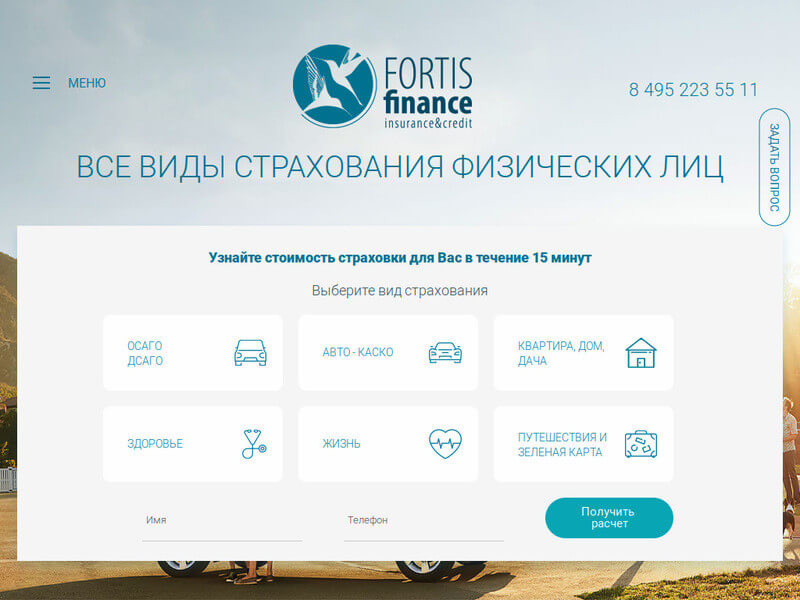 МЕНЮ
FORTIS
finance
insurance&credit
8 495 223 55 11
ЗАДАТЬ ВОПРОС
ВСЕ ВИДЫ СТРАХОВАНИЯ ФИЗИЧЕСКИХ ЛИЦ
Узнайте стоимость страховки для Вас в течение 15 минут
Выберите вид страхования
ОСАГО
ДСАГО
АВТО - КАСКО
КВАРТИРА, ДОМ,
ДАЧА
ЗДОРОВЬЕ
ЖИЗНЬ
ПУТЕШЕСТВИЯ И
ЗЕЛЕНАЯ КАРТА
Имя
Телефон
Получить
расчет